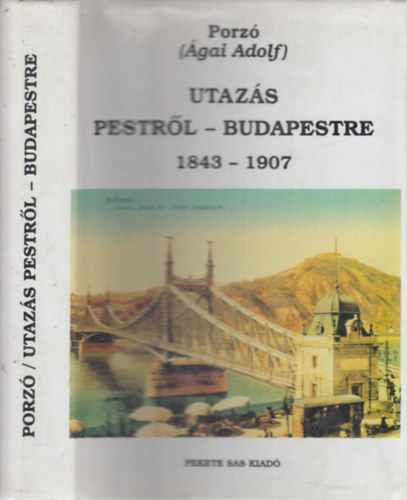 PORZÓ / UTAZÁS PESTRŐL – BUDAPESTRE
Porzó
(Ágai Adolf)
UTAZÁS
PESTRŐL – BUDAPESTRE
1843 – 1907
FEKETE SAS KIADÓ